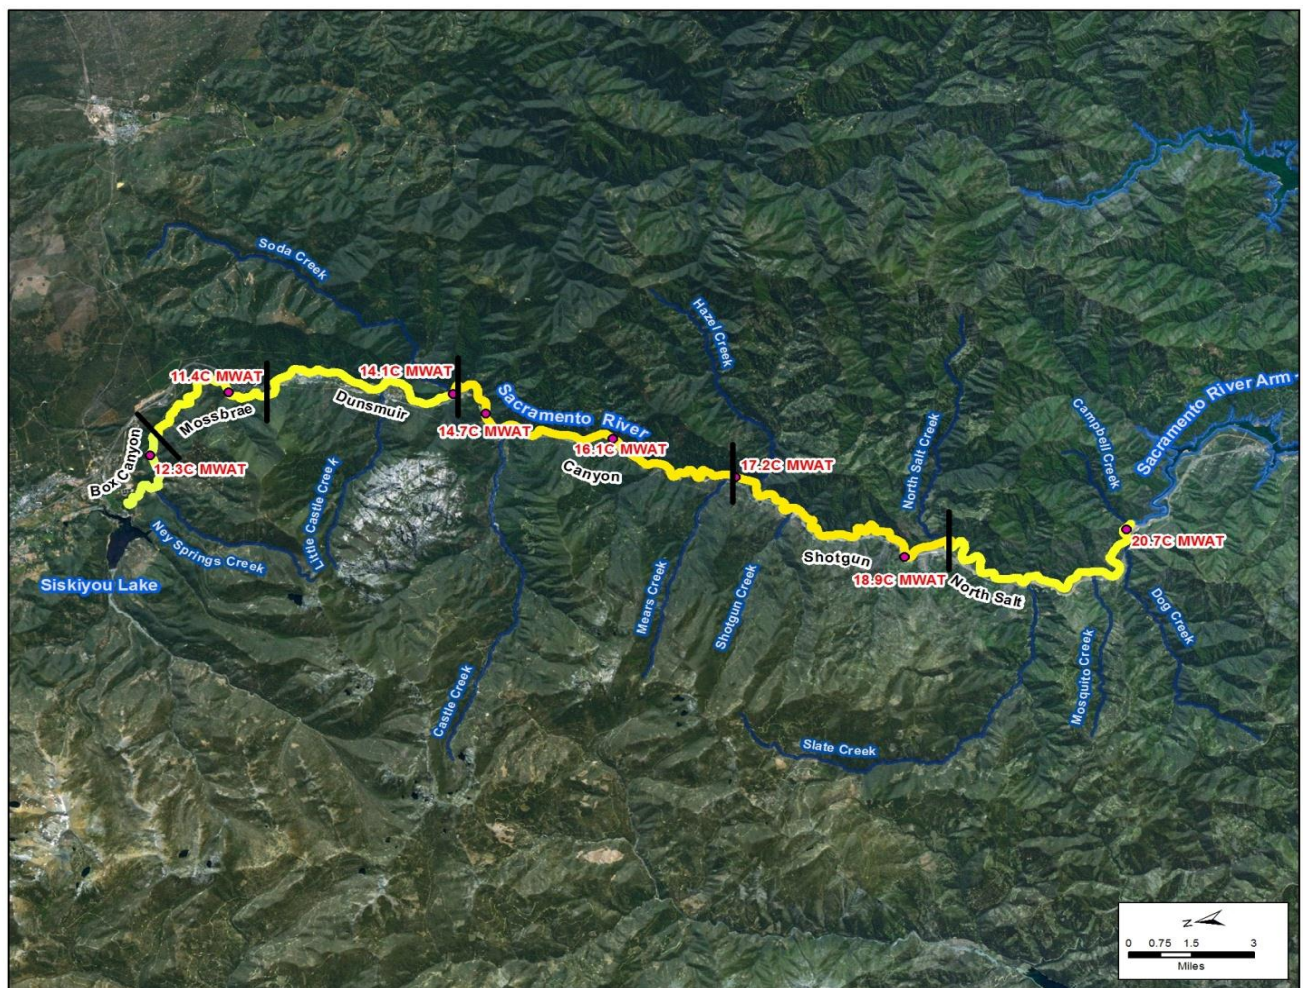 Soda Creek
Hazel Creek
11.4C MWAT
14.1C MWAT
Mossbrae
Dunsmuir
Sacramento River
14.7C MWAT
16.1C MWAT
Canyon
17.2C MWAT
Box Canyon
12.3C MWAT
Little Castle Creek
Ney Springs Creek
Siskiyou Lake
North Salt Creek
Campbell Creek
Sacramento River Arm -
20.7C MWAT
Shotgun
18.9C MWAT
North Salt
Mears Creek
Shotgun Creek
Castle Creek
Slate Creek
Mosquito Creek
Dog Creek
N
0 0.75 1.5 3
Miles